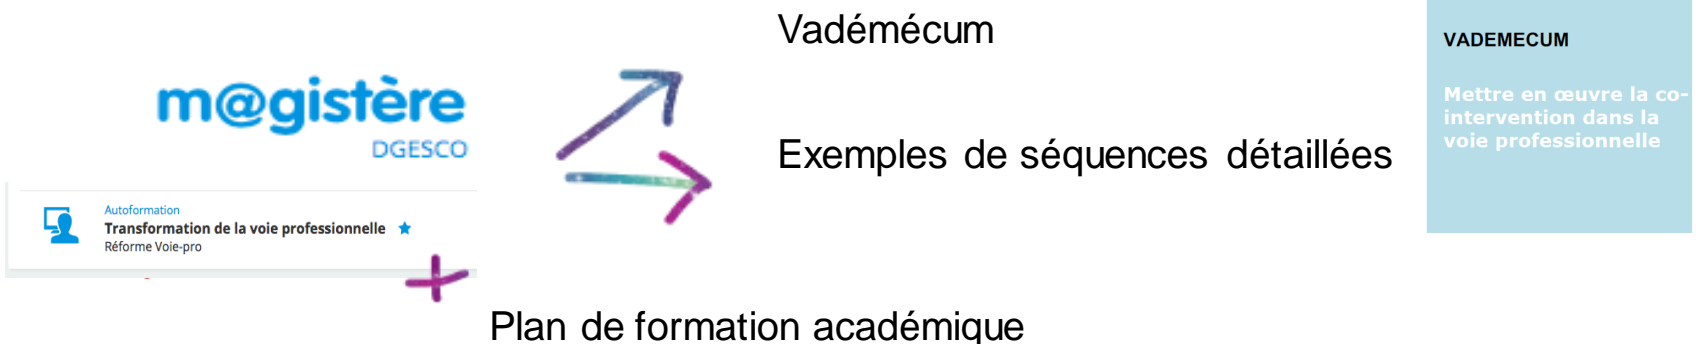 m@gistère
DGESCO
Autoformation
Transformation de la voie professionnelle
Réforme Voie-pro
Vadémécum
Exemples de séquences détaillées
VADEMECUM
Mettre en œuvre la co-
intervention dans la
voie professionnelle
Plan de formation académique